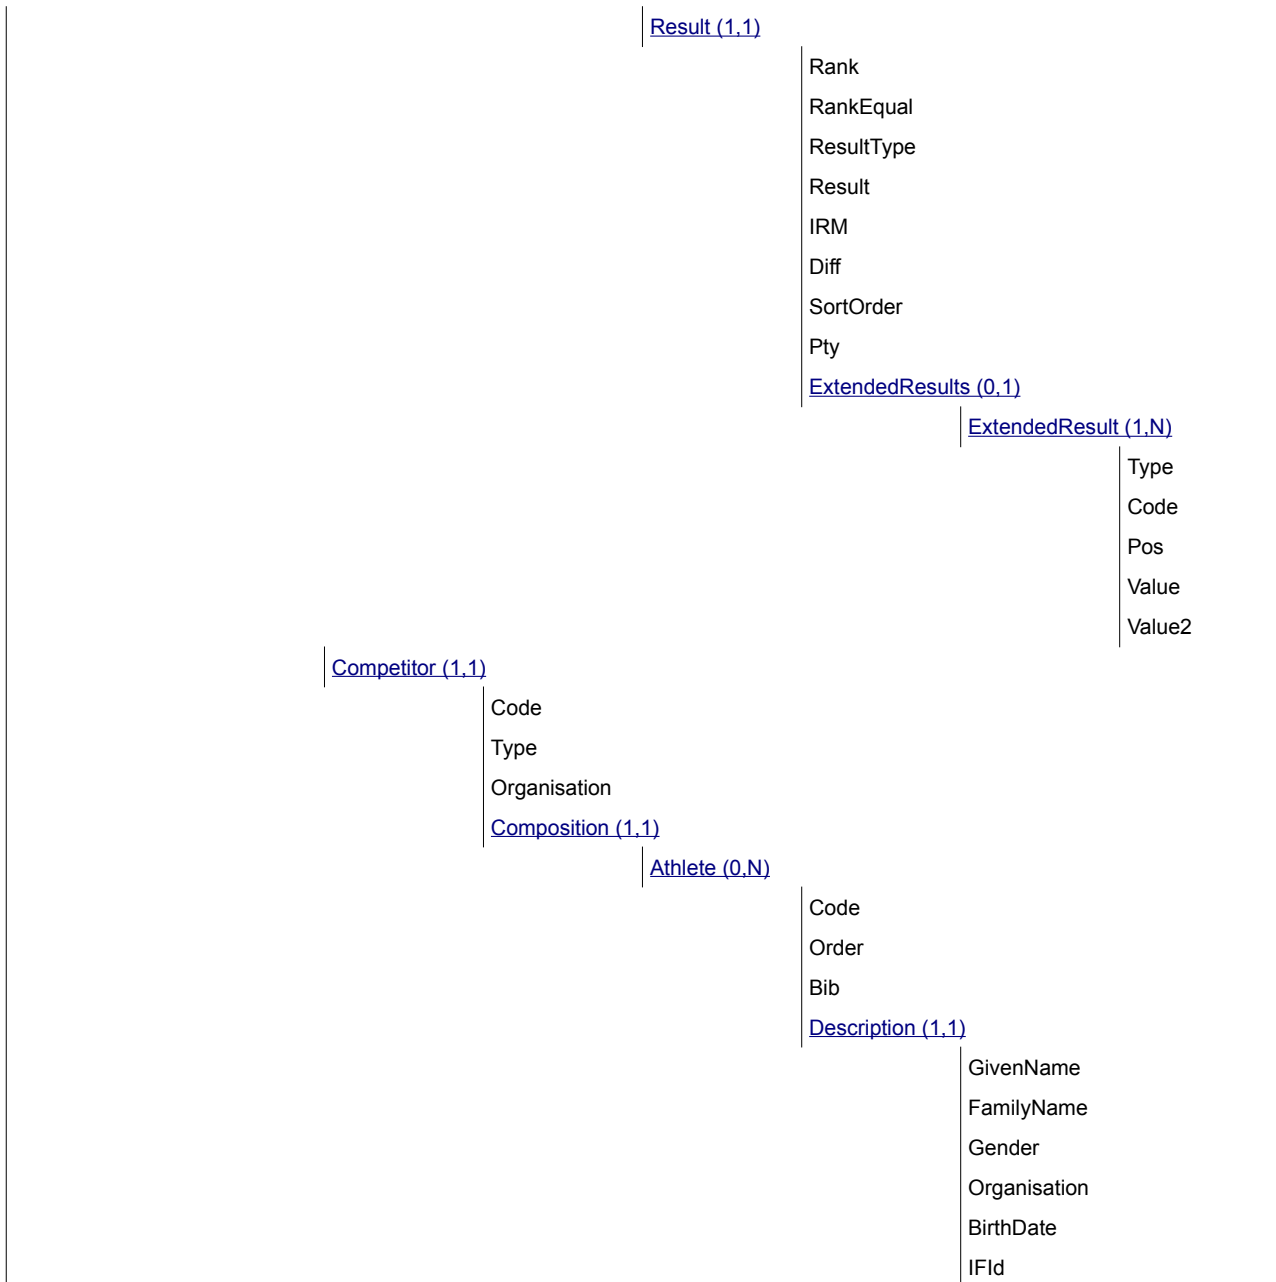 Result (1,1)
Rank
RankEqual
ResultType
Result
IRM
Diff
SortOrder
Pty
ExtendedResults (0,1)
ExtendedResult (1,N)
Type
Code
Pos
Value
Value2
Competitor (1,1)
Code
Type
Organisation
Composition (1,1)
Athlete (0,N)
Code
Order
Bib
Description (1,1)
GivenName
FamilyName
Gender
Organisation
BirthDate
IFId